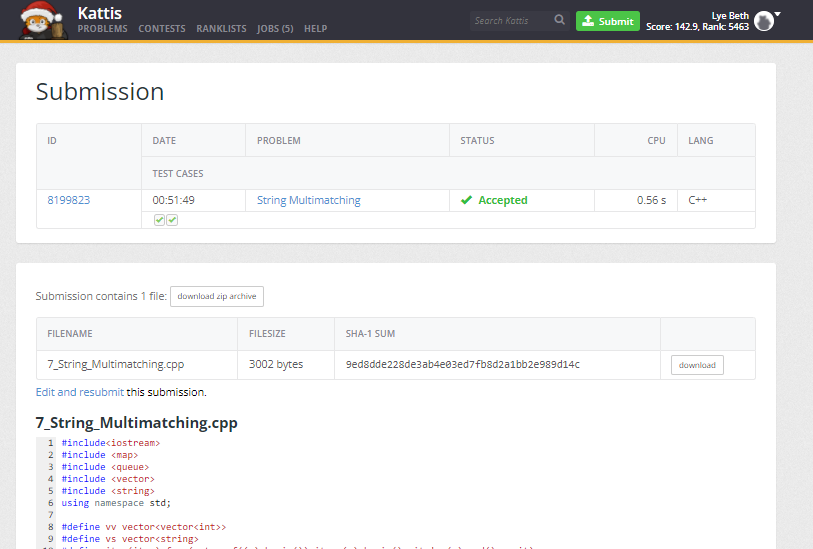 Kattis
PROBLEMS CONTESTS RANKLISTS JOBS (5) HELP
Search Kattis
Submit
Lye Beth
Score: 142.9, Rank: 5463
Submission
ID DATE PROBLEM STATUS CPU LANG
TEST CASES
8199823 00:51:49 String Multimatching Accepted 0.56 s C++
Submission contains 1 file: download zip archive
FILENAME FILESIZE SHA-1 SUM
7_String_Multimatching.cpp 3002 bytes 9ed8dde228de3ab4e03ed7fb8d2a1bb2e989d14c download
Edit and resubmit this submission.
7_String_Multimatching.cpp
1 #include<iostream>
2 #include <map>
3 #include <queue>
4 #include <vector>
5 #include <string>
6 using namespace std;
7
8 #define vv vector<vector<int>>
9 #define vs vector<string>